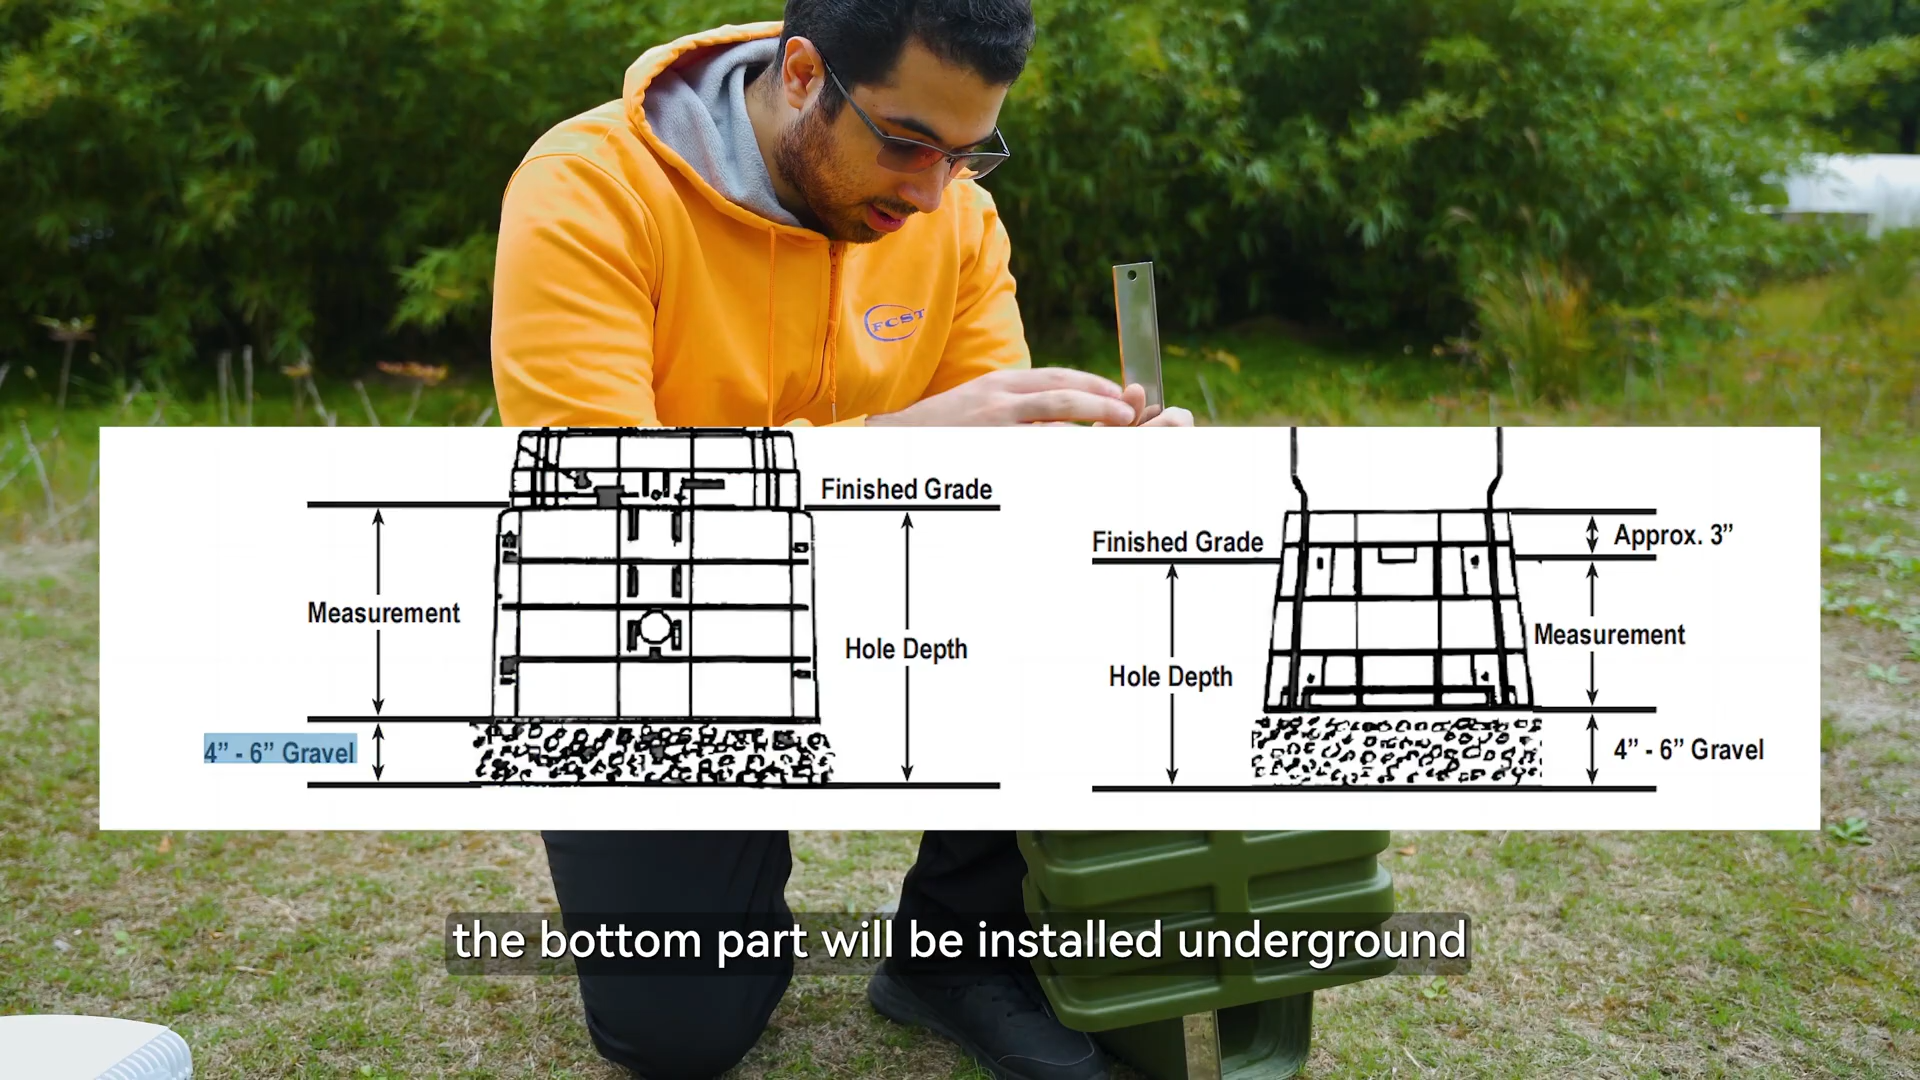 FCST
Finished Grade
Measurement
Hole Depth
4” - 6” Gravel
Finished Grade
Approx. 3”
Measurement
Hole Depth
4” - 6” Gravel
the bottom part will be installed underground